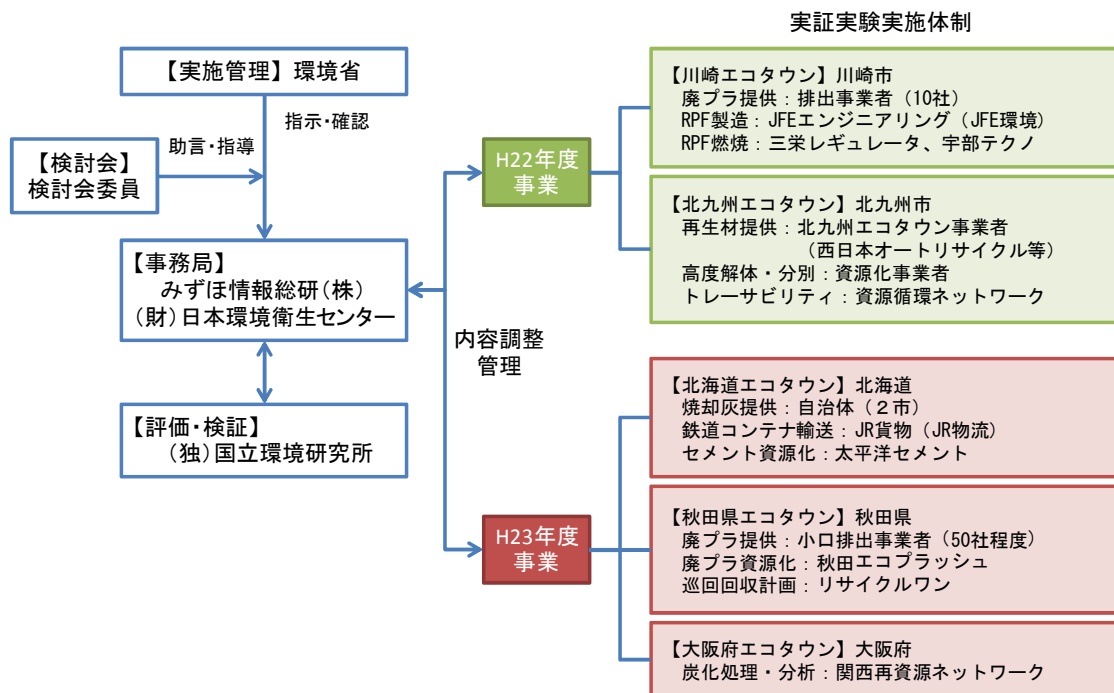 実証実験実施体制
【実施管理】環境省
指示・確認
助言・指導
【検討会】
検討会委員
【事務局】
みずほ情報総研(株)
(財)日本環境衛生センター
【評価・検証】
(独)国立環境研究所
内容調整
管理
H22年度
事業
【川崎エコタウン】川崎市
廃プラ提供：排出事業者（10社）
RPF製造：JFEエンジニアリング（JFE環境）
RPF燃焼：三栄レギュレータ、宇部テクノ
【北九州エコタウン】北九州市
再生材提供：北九州エコタウン事業者
（西日本オートリサイクル等）
高度解体・分別：資源化事業者
トレーサビリティ：資源循環ネットワーク
H23年度
事業
【北海道エコタウン】北海道
焼却灰提供：自治体（２市）
鉄道コンテナ輸送：JR貨物（JR物流）
セメント資源化：太平洋セメント
【秋田県エコタウン】秋田県
廃プラ提供：小口排出事業者（50社程度）
廃プラ資源化：秋田エコプラッシュ
巡回回収計画：リサイクルワン
【大阪府エコタウン】大阪府
炭化処理・分析：関西再資源ネットワーク